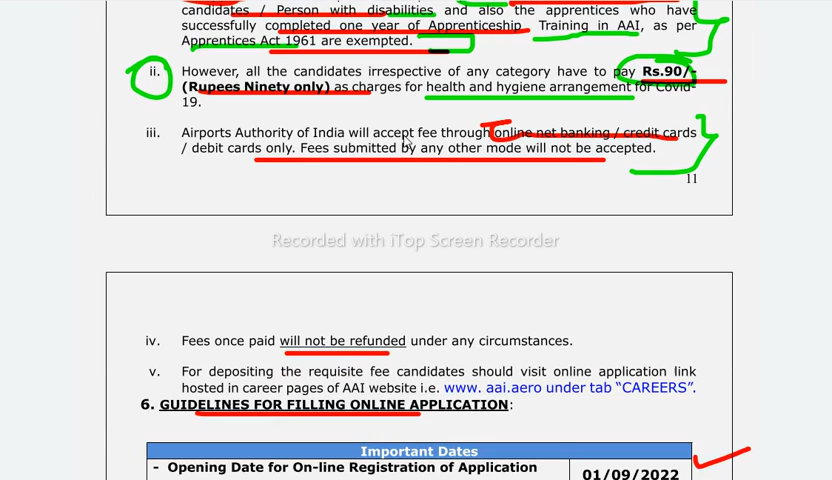 candidates / Person with disabilities and also the apprentices who have
successfully completed one year of Apprenticeship Training in AAI, as per
Apprentices Act 1961 are exempted.
ii. However, all the candidates irrespective of any category have to pay Rs.90/-
(Rupees Ninety only) as charges for health and hygiene arrangement for Covid-
19.
iii. Airports Authority of India will accept fee through online net banking / credit cards
/ debit cards only. Fees submitted by any other mode will not be accepted.
11
Recorded with iTop Screen Recorder
iv. Fees once paid will not be refunded under any circumstances.
v. For depositing the requisite fee candidates should visit online application link
hosted in career pages of AAI website i.e. www. aai.aero under tab “CAREERS”.
6. GUIDELINES FOR FILLING ONLINE APPLICATION:
Important Dates
- Opening Date for On-line Registration of Application 01/09/2022